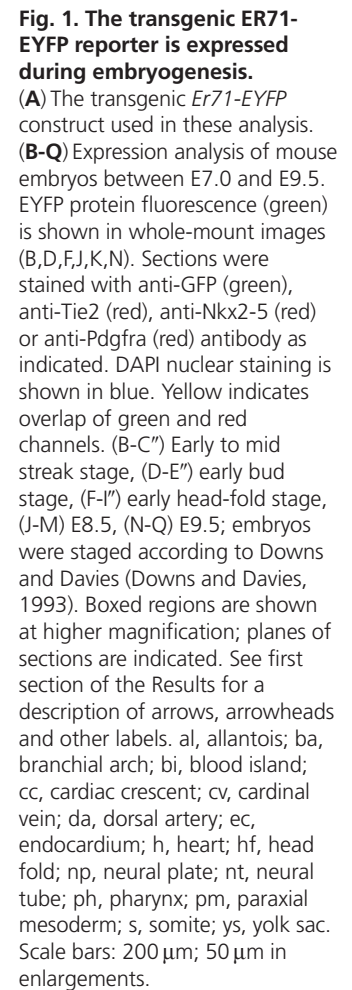 Fig. 1. The transgenic ER71-
EYFP reporter is expressed
during embryogenesis.
(A) The transgenic Er71-EYFP
construct used in these analysis.
(B-Q) Expression analysis of mouse
embryos between E7.0 and E9.5.
EYFP protein fluorescence (green)
is shown in whole-mount images
(B,D,F,J,K,N). Sections were
stained with anti-GFP (green),
anti-Tie2 (red), anti-Nkx2-5 (red)
or anti-Pdgfra (red) antibody as
indicated. DAPI nuclear staining is
shown in blue. Yellow indicates
overlap of green and red
channels. (B-C″) Early to mid
streak stage, (D-E″) early bud
stage, (F-I″) early head-fold stage,
(J-M) E8.5, (N-Q) E9.5; embryos
were staged according to Downs
and Davies (Downs and Davies,
1993). Boxed regions are shown
at higher magnification; planes of
sections are indicated. See first
section of the Results for a
description of arrows, arrowheads
and other labels. al, allantois; ba,
branchial arch; bi, blood island;
cc, cardiac crescent; cv, cardinal
vein; da, dorsal artery; ec,
endocardium; h, heart; hf, head
fold; np, neural plate; nt, neural
tube; ph, pharynx; pm, paraxial
mesoderm; s, somite; ys, yolk sac.
Scale bars: 200 μm; 50 μm in
enlargements.